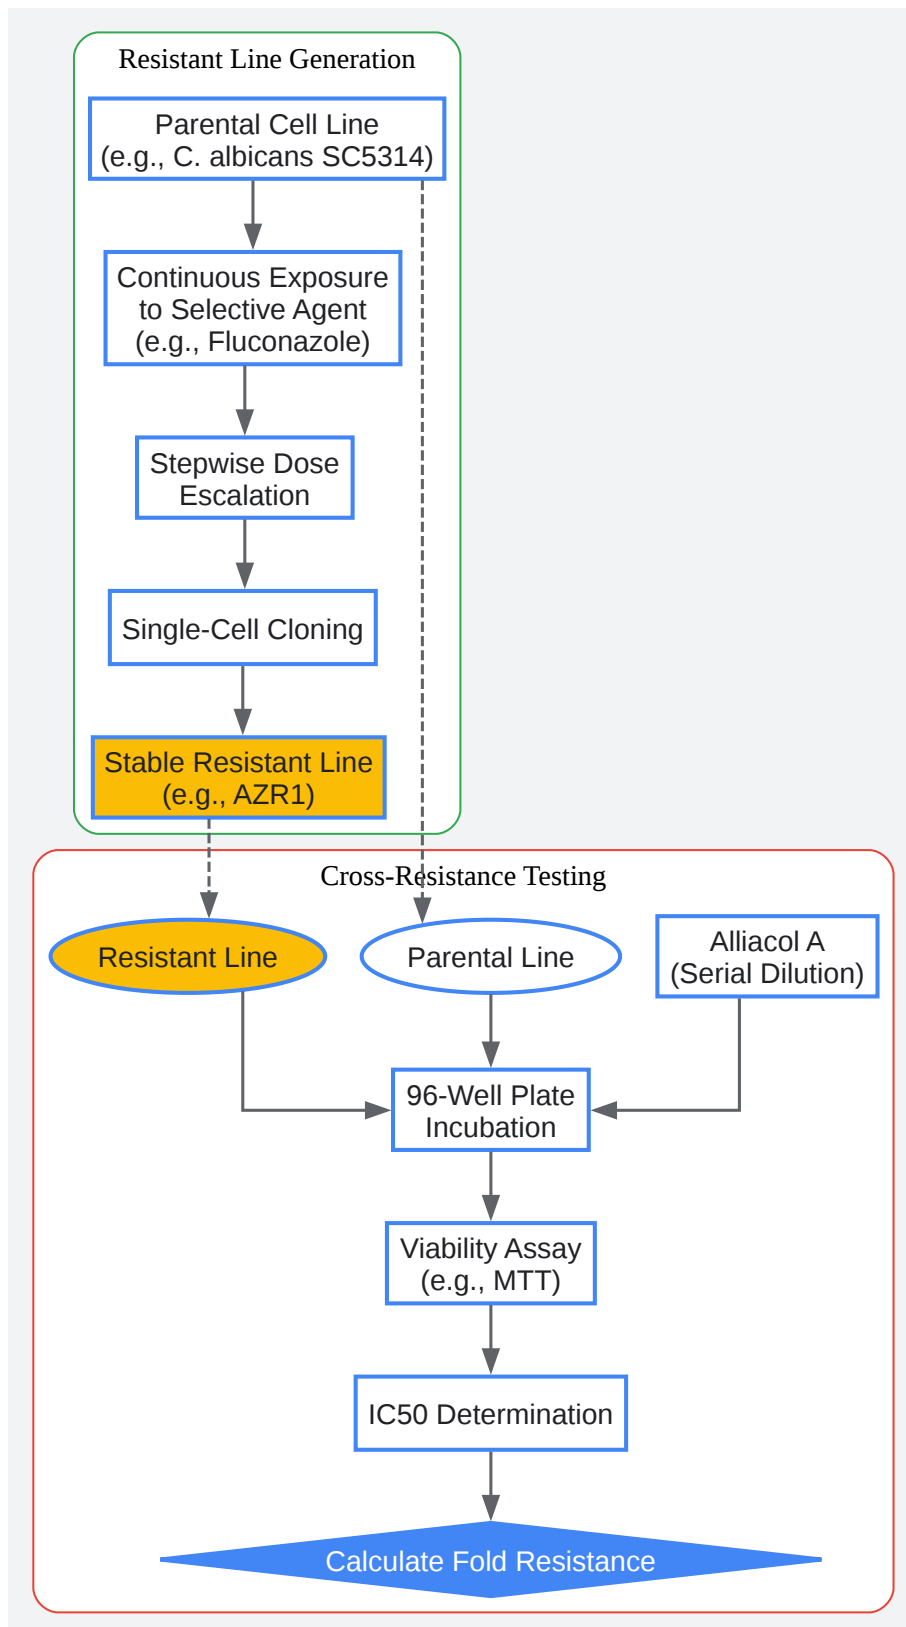 Resistant Line Generation
Parental Cell Line
(e.g., C. albicans SC5314)
Continuous Exposure
to Selective Agent
(e.g., Fluconazole)
Stepwise Dose
Escalation
Single-Cell Cloning
Stable Resistant Line
(e.g., AZR1)
Cross-Resistance Testing
Resistant Line
Parental Line
Alliacol A
(Serial Dilution)
96-Well Plate
Incubation
Viability Assay
(e.g., MTT)
IC50 Determination
Calculate Fold Resistance